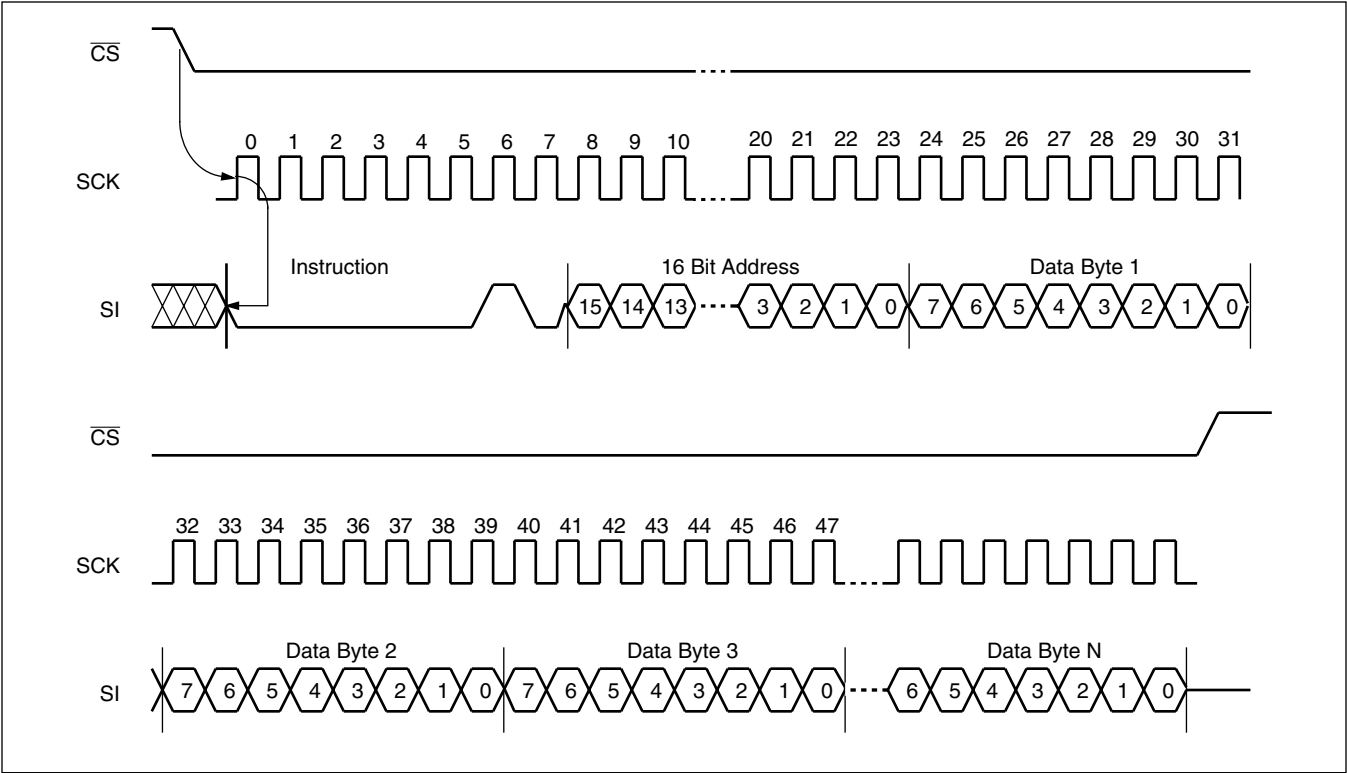 CS
0 1 2 3 4 5 6 7 8 9 10 20 21 22 23 24 25 26 27 28 29 30 31
SCK
Instruction 16 Bit Address Data Byte 1
SI 15 14 13 3 2 1 0 7 6 5 4 3 2 1 0
CS
32 33 34 35 36 37 38 39 40 41 42 43 44 45 46 47
SCK
Data Byte 2 Data Byte 3 Data Byte N
SI 7 6 5 4 3 2 1 0 7 6 5 4 3 2 1 0 6 5 4 3 2 1 0